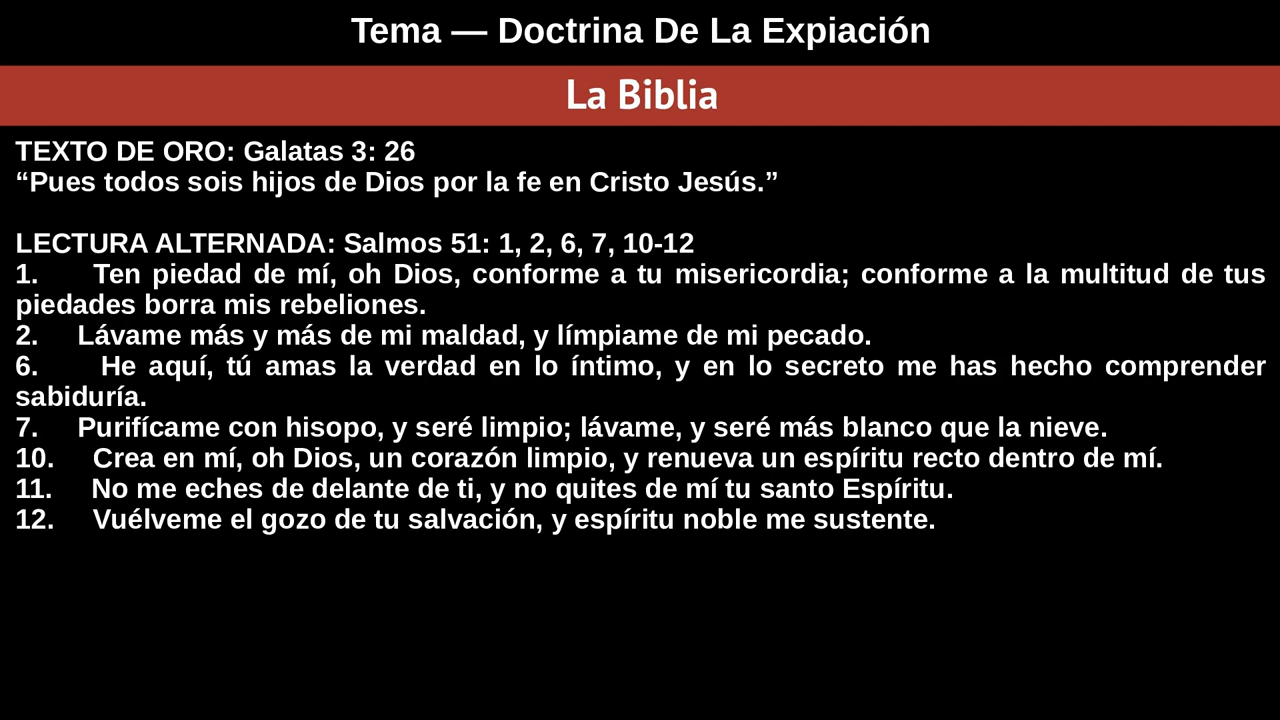 Tema — Doctrina De La Expiación
La Biblia
TEXTO DE ORO: Galatas 3: 26
“Pues todos sois hijos de Dios por la fe en Cristo Jesús.”
LECTURA ALTERNADA: Salmos 51: 1, 2, 6, 7, 10-12
1. Ten piedad de mí, oh Dios, conforme a tu misericordia; conforme a la multitud de tus
piedades borra mis rebeliones.
2. Lávame más y más de mi maldad, y límpiame de mi pecado.
6. He aquí, tú amas la verdad en lo íntimo, y en lo secreto me has hecho comprender
sabiduría.
7. Purifícame con hisopo, y seré limpio; lávame, y seré más blanco que la nieve.
10. Crea en mí, oh Dios, un corazón limpio, y renueva un espíritu recto dentro de mí.
11. No me eches de delante de ti, y no quites de mí tu santo Espíritu.
12. Vuélveme el gozo de tu salvación, y espíritu noble me sustente.